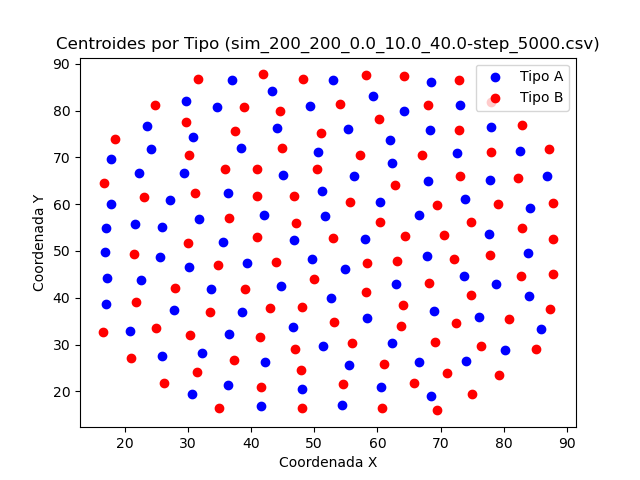 Centroides por Tipo (sim_200_200_0.0_10.0_40.0-step_5000.csv)
Tipo A
Tipo B
90
80
70
60
50
40
30
20
Coordenada Y
20 30 40 50 60 70 80 90
Coordenada X